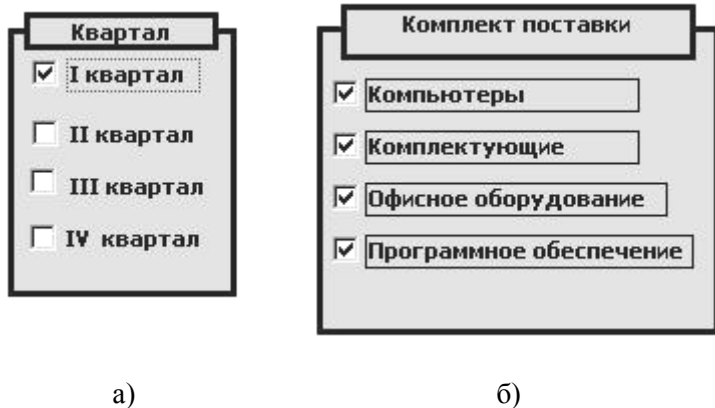 Квартал
I квартал
II квартал
III квартал
IV квартал
а)
Комплект поставки
Компьютеры
Комплектующие
Офисное оборудование
Программное обеспечение
б)